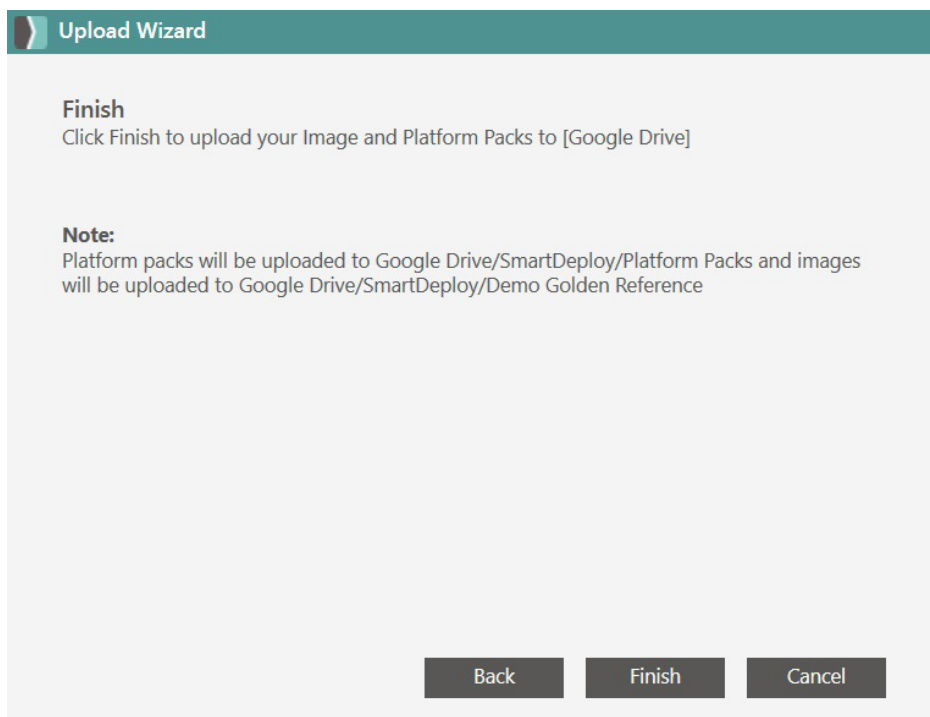 Upload Wizard
Finish
Click Finish to upload your Image and Platform Packs to [Google Drive]
Note:
Platform packs will be uploaded to Google Drive/SmartDeploy/Platform Packs and images
will be uploaded to Google Drive/SmartDeploy/Demo Golden Reference
Back Finish Cancel